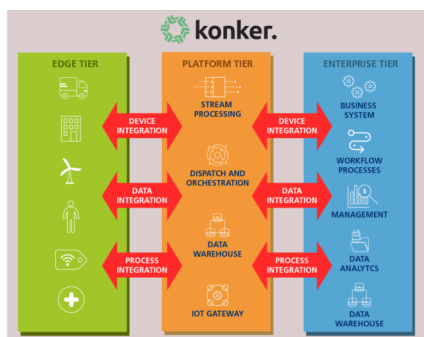 konker.
EDGE TIER
PLATFORM TIER
STREAM
PROCESSING
DISPATCH AND
ORCHESTRATION
DATA
WAREHOUSE
IOT GATEWAY
ENTERPRISE TIER
BUSINESS
SYSTEM
WORKFLOW
PROCESSES
MANAGEMENT
DATA
ANALYTCS
DATA
WAREHOUSE
DEVICE
INTEGRATION
DEVICE
INTEGRATION
DATA
INTEGRATION
DATA
INTEGRATION
PROCESS
INTEGRATION
PROCESS
INTEGRATION